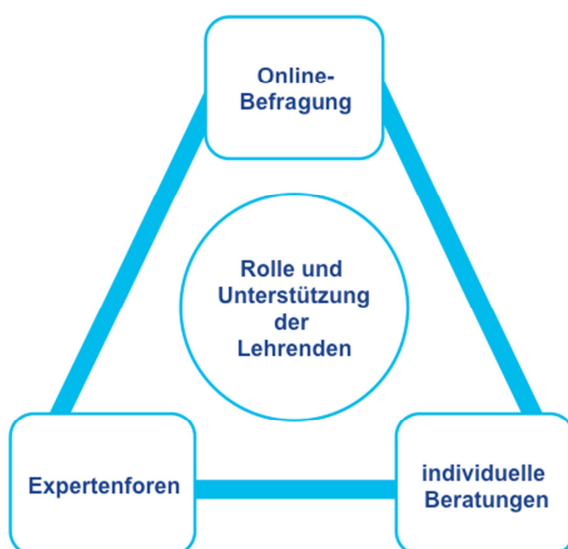 Online-
Befragung
Rolle und
Unterstützung
der
Lehrenden
Expertenforen
individuelle
Beratungen